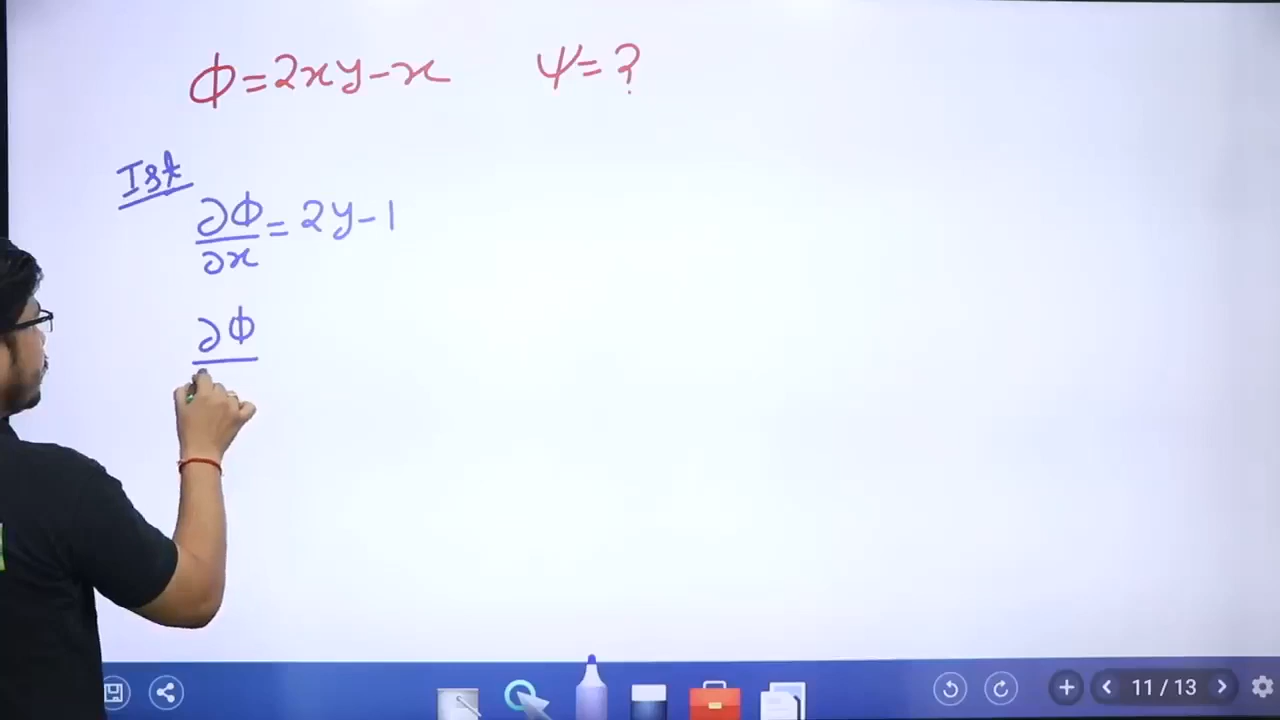 ϕ=2xy-x ψ=?
Ist
∂ϕ/∂x = 2y-1
∂ϕ
11 / 13